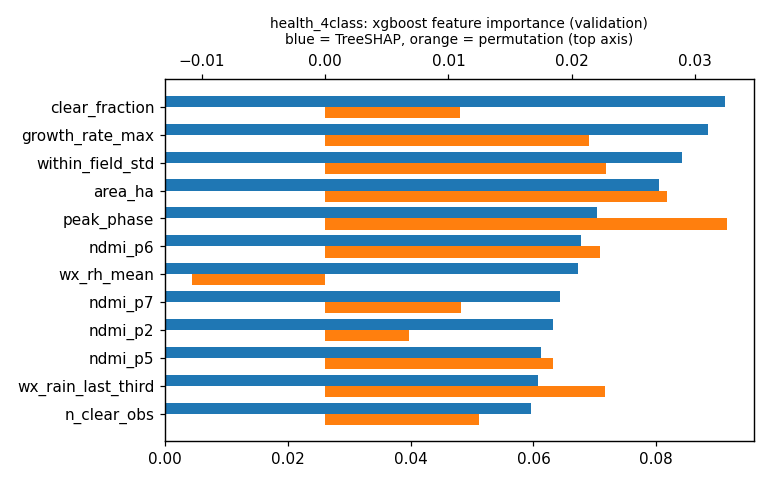 health_4class: xgboost feature importance (validation)
blue = TreeSHAP, orange = permutation (top axis)
−0.01 0.00 0.01 0.02 0.03
clear_fraction
growth_rate_max
within_field_std
area_ha
peak_phase
ndmi_p6
wx_rh_mean
ndmi_p7
ndmi_p2
ndmi_p5
wx_rain_last_third
n_clear_obs
0.00 0.02 0.04 0.06 0.08